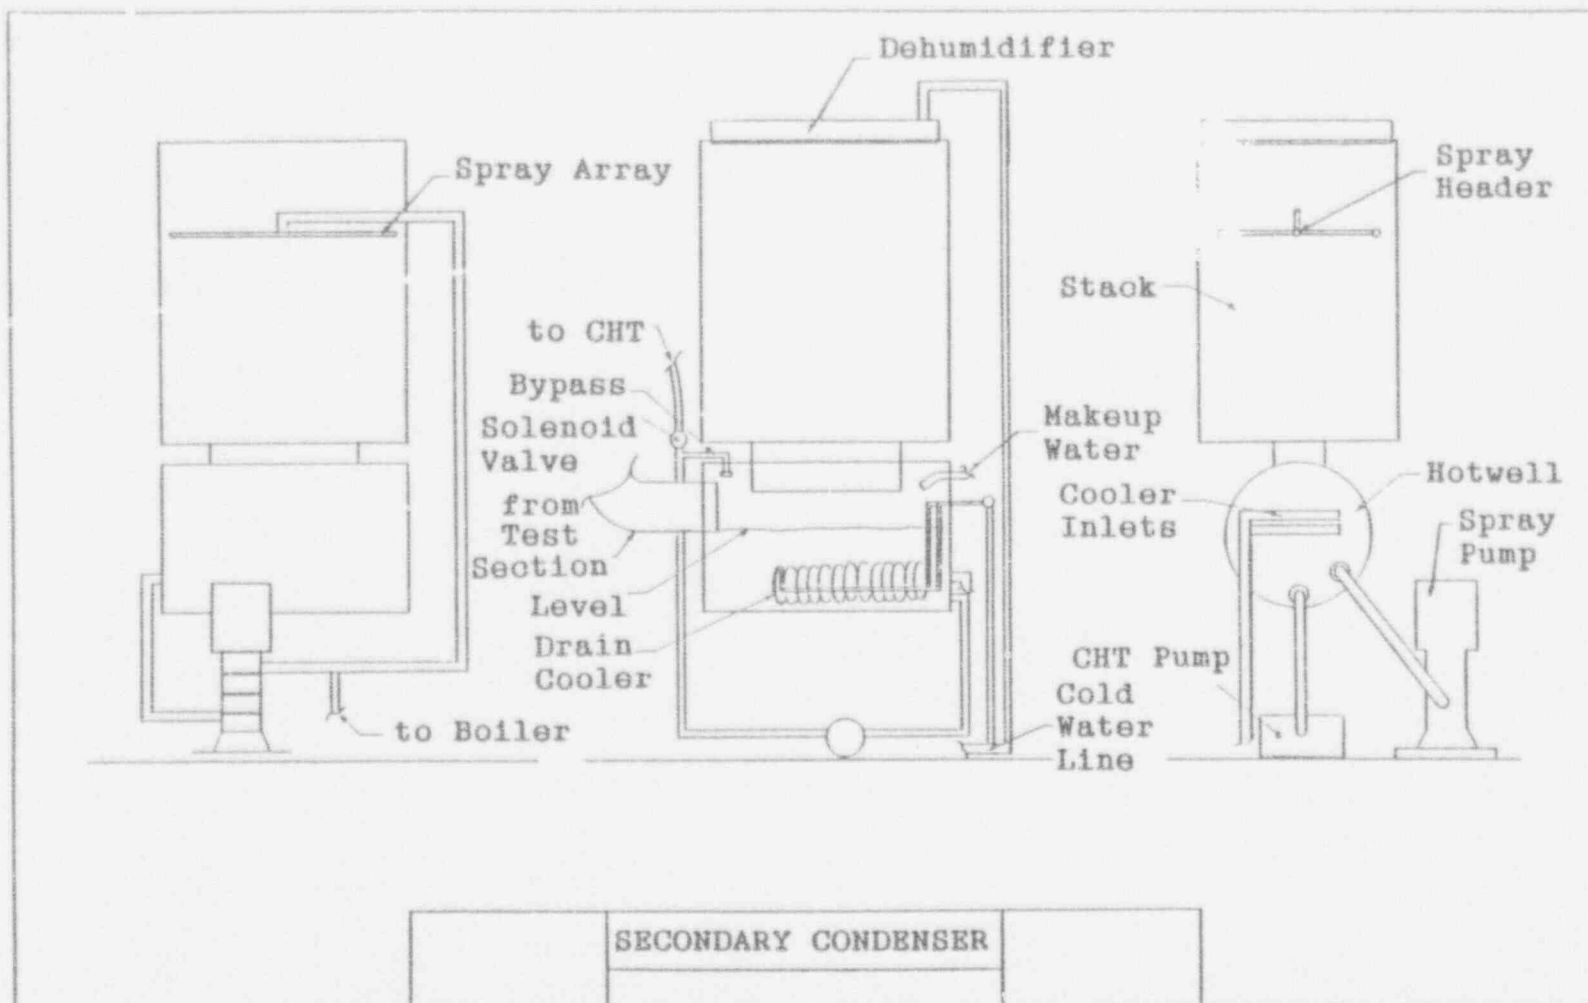 Dehumidifier
Spray Array
Spray
Header
Stack
to CHT
Bypass
Solenoid
Valve
from
Test
Section
Level
Drain
Cooler
Makeup
Water
Cooler
Inlets
Hotwell
Spray
Pump
CHT Pump
Cold
Water
Line
to Boiler
SECONDARY CONDENSER